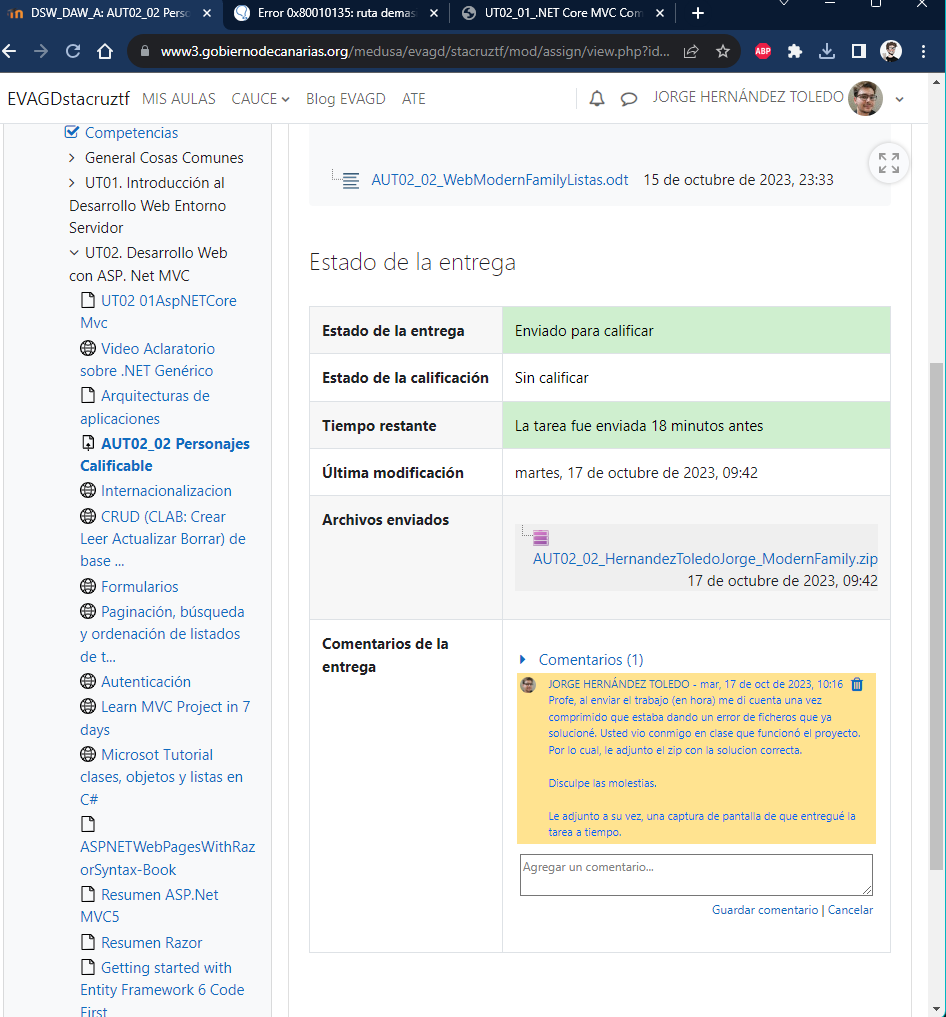 DSW_DAW_A: AUT02_02 Perso
Error 0x80010135: ruta demas
UT02_01_.NET Core MVC Con
www3.gobiernodecanarias.org/medusa/evagd/stacruztf/mod/assign/view.php?id...
ABP
EVAGDstacruztf MIS AULAS CAUCE Blog EVAGD ATE
JORGE HERNÁNDEZ TOLEDO
Competencias
General Cosas Comunes
UT01. Introducción al
Desarrollo Web Entorno
Servidor
UT02. Desarrollo Web
con ASP. Net MVC
UT02 01AspNETCore
Mvc
Video Aclaratorio
sobre .NET Genérico
Arquitecturas de
aplicaciones
AUT02_02 Personajes
Calificable
Internacionalizacion
CRUD (CLAB: Crear
Leer Actualizar Borrar) de
base ...
Formularios
Paginación, búsqueda
y ordenación de listados
de t...
Autenticación
Learn MVC Project in 7
days
Microsot Tutorial
clases, objetos y listas en
C#
ASPNETWebPagesWithRaz
orSyntax-Book
Resumen ASP.Net
MVC5
Resumen Razor
Getting started with
Entity Framework 6 Code
First
AUT02_02_WebModernFamilyListas.odt 15 de octubre de 2023, 23:33
Estado de la entrega
Estado de la entrega Enviado para calificar
Estado de la calificación Sin calificar
Tiempo restante La tarea fue enviada 18 minutos antes
Última modificación martes, 17 de octubre de 2023, 09:42
Archivos enviados
AUT02_02_HernandezToledoJorge_ModernFamily.zip
17 de octubre de 2023, 09:42
Comentarios de la
entrega
Comentarios (1)
JORGE HERNÁNDEZ TOLEDO - mar, 17 de oct de 2023, 10:16
Profe, al enviar el trabajo (en hora) me di cuenta una vez
comprimido que estaba dando un error de ficheros que ya
solucioné. Usted vio conmigo en clase que funcionó el proyecto.
Por lo cual, le adjunto el zip con la solucion correcta.
Disculpe las molestias.
Le adjunto a su vez, una captura de pantalla de que entregué la
tarea a tiempo.
Agregar un comentario...
Guardar comentario | Cancelar